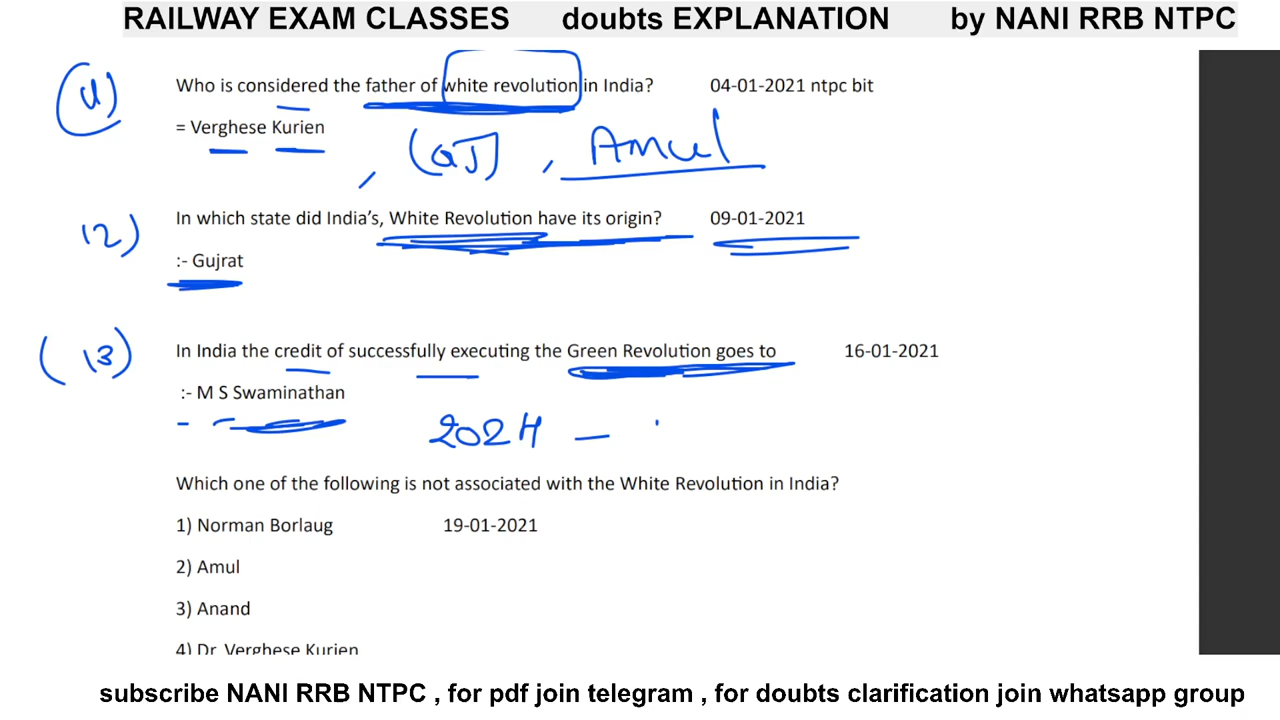 RAILWAY EXAM CLASSES doubts EXPLANATION by NANI RRB NTPC
11) Who is considered the father of white revolution in India? 04-01-2021 ntpc bit
= Verghese Kurien , (GJ) , Amul
12) In which state did India's, White Revolution have its origin? 09-01-2021
:- Gujrat
(13) In India the credit of successfully executing the Green Revolution goes to 16-01-2021
:- M S Swaminathan
2024 –
Which one of the following is not associated with the White Revolution in India?
1) Norman Borlaug 19-01-2021
2) Amul
3) Anand
4) Dr Verghese Kurien
subscribe NANI RRB NTPC , for pdf join telegram , for doubts clarification join whatsapp group